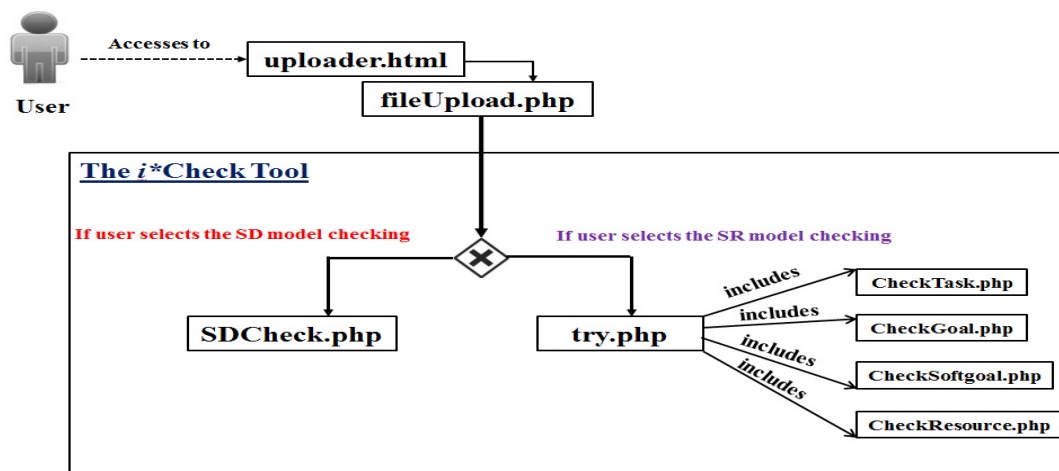 Accesses to
uploader.html
User
fileUpload.php
The i*Check Tool
If user selects the SD model checking
If user selects the SR model checking
includes
CheckTask.php
includes
CheckGoal.php
SDCheck.php
try.php
includes
CheckSoftgoal.php
includes
CheckResource.php